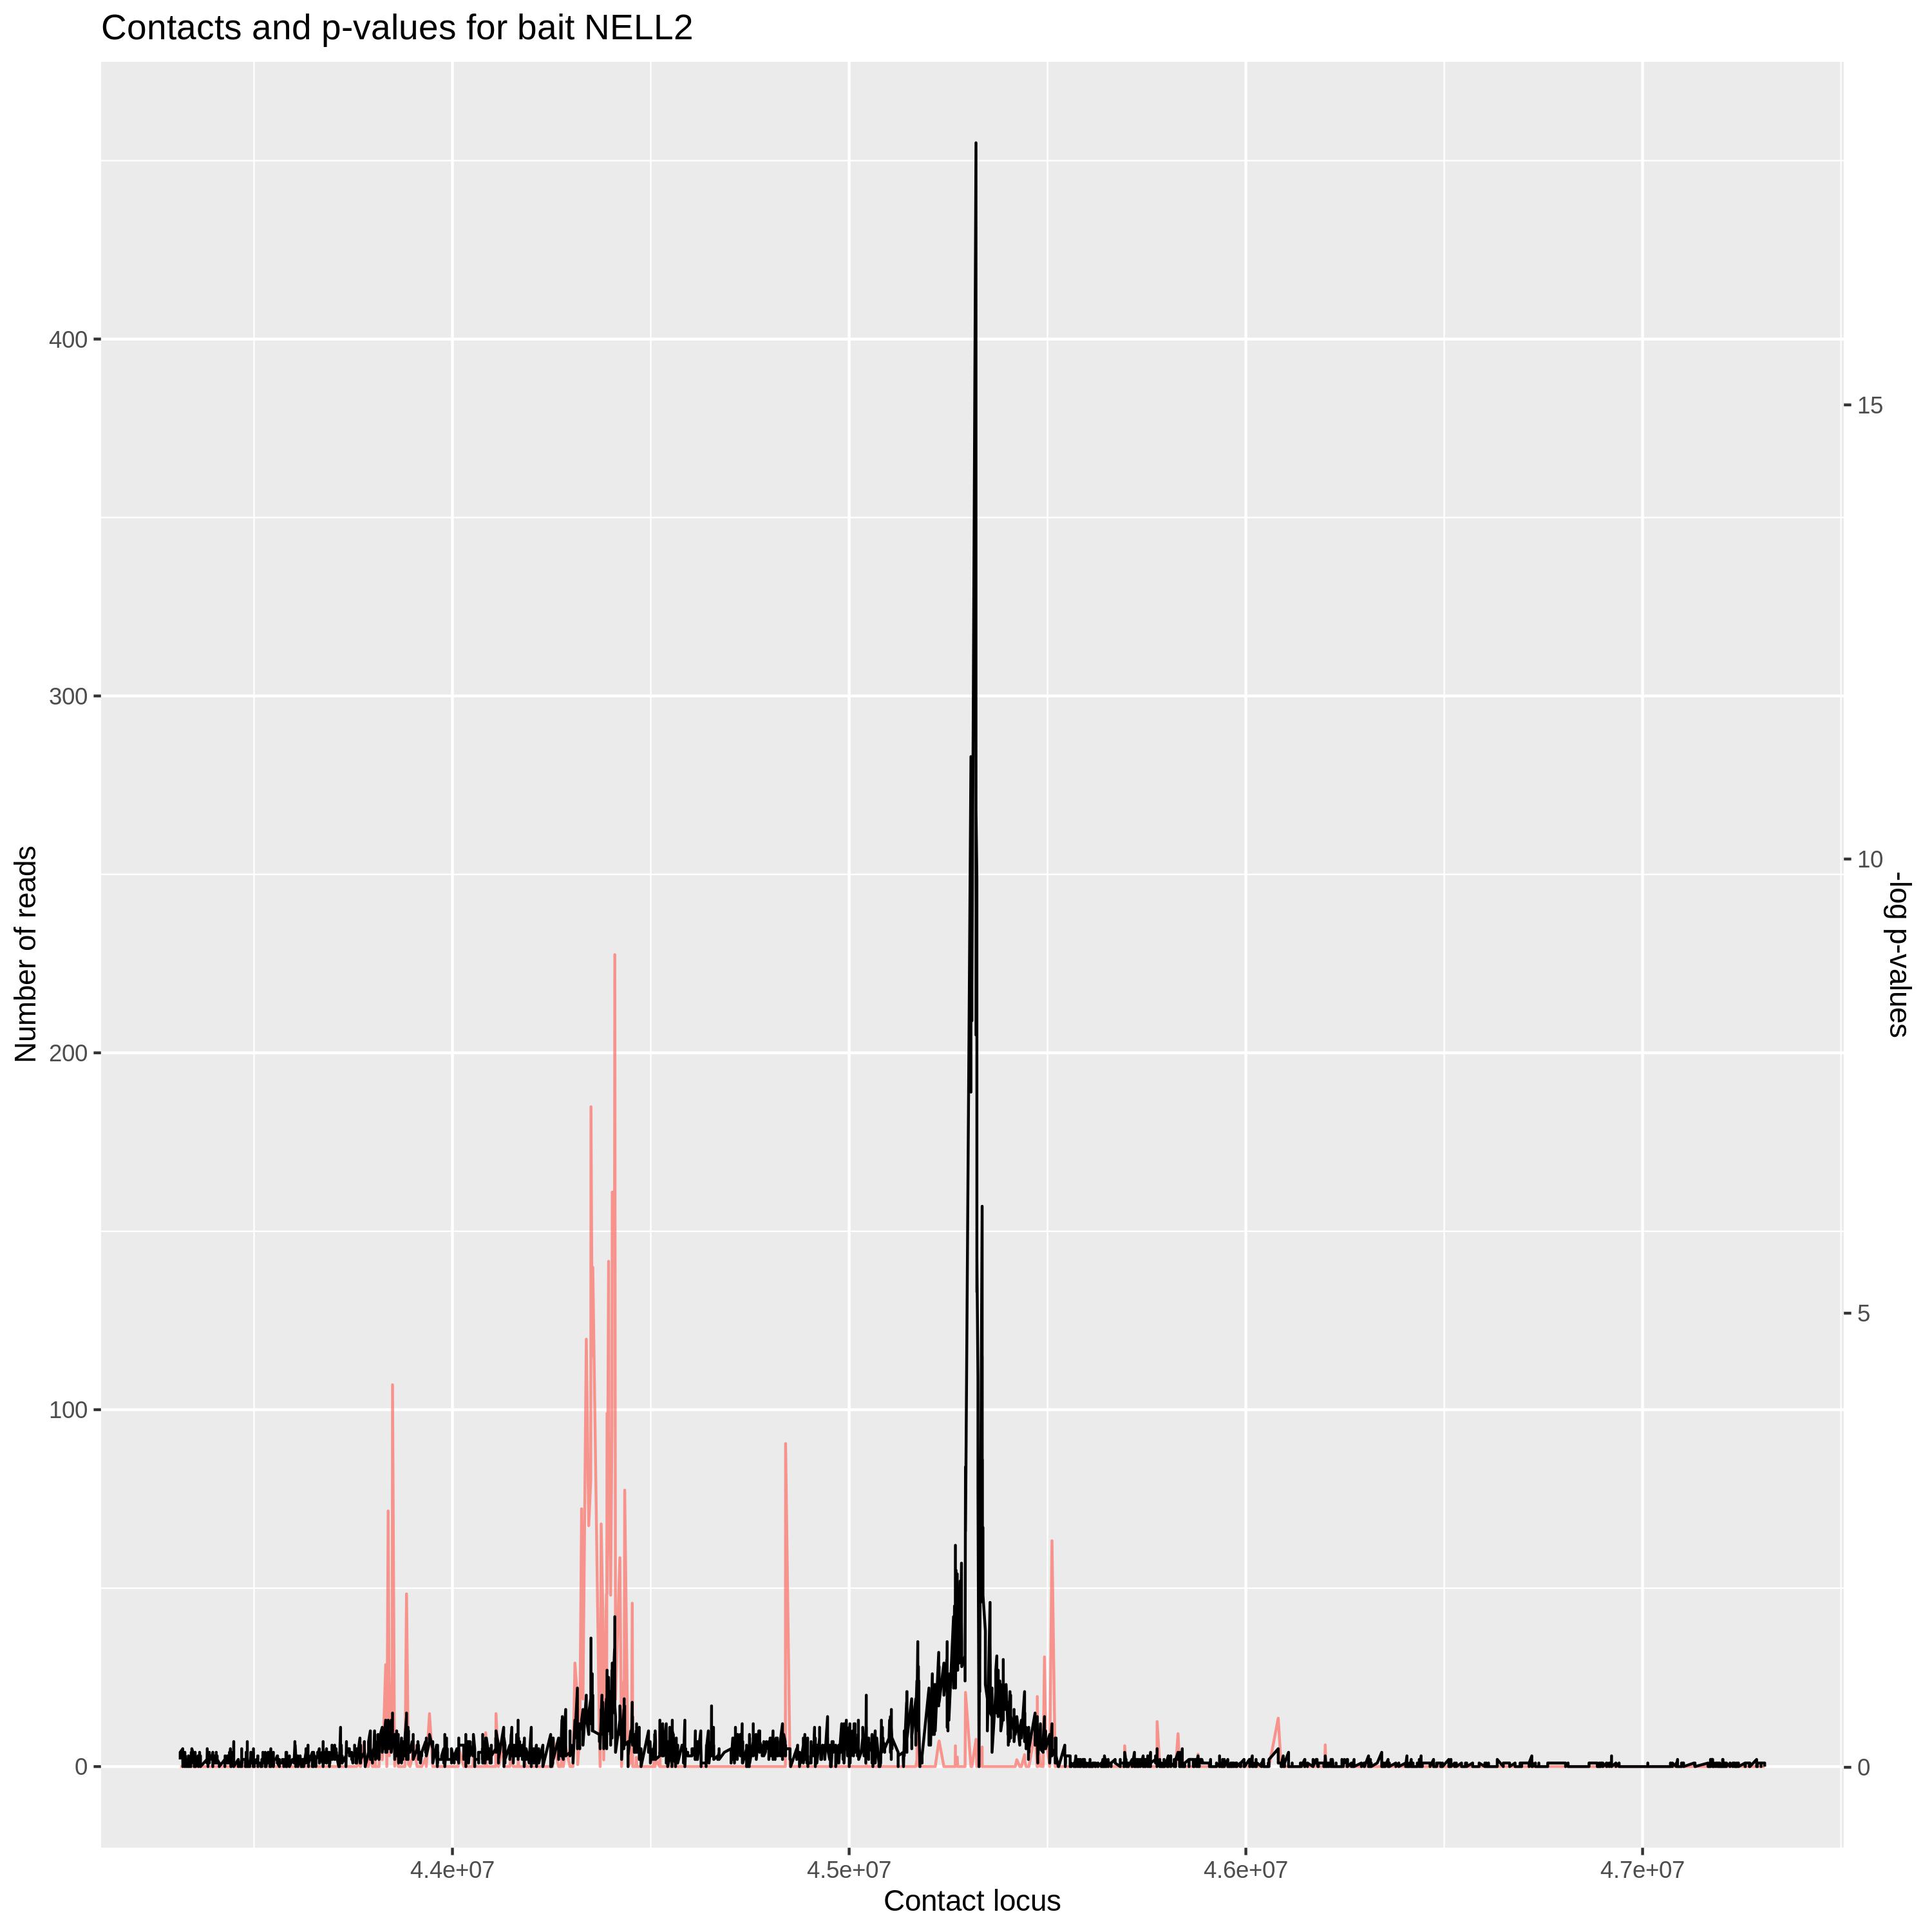 Contacts and p-values for bait NELL2
Number of reads
400
300
200
100
0
15
10
5
0
-log p-values
4.4e+07
4.5e+07
4.6e+07
4.7e+07
Contact locus